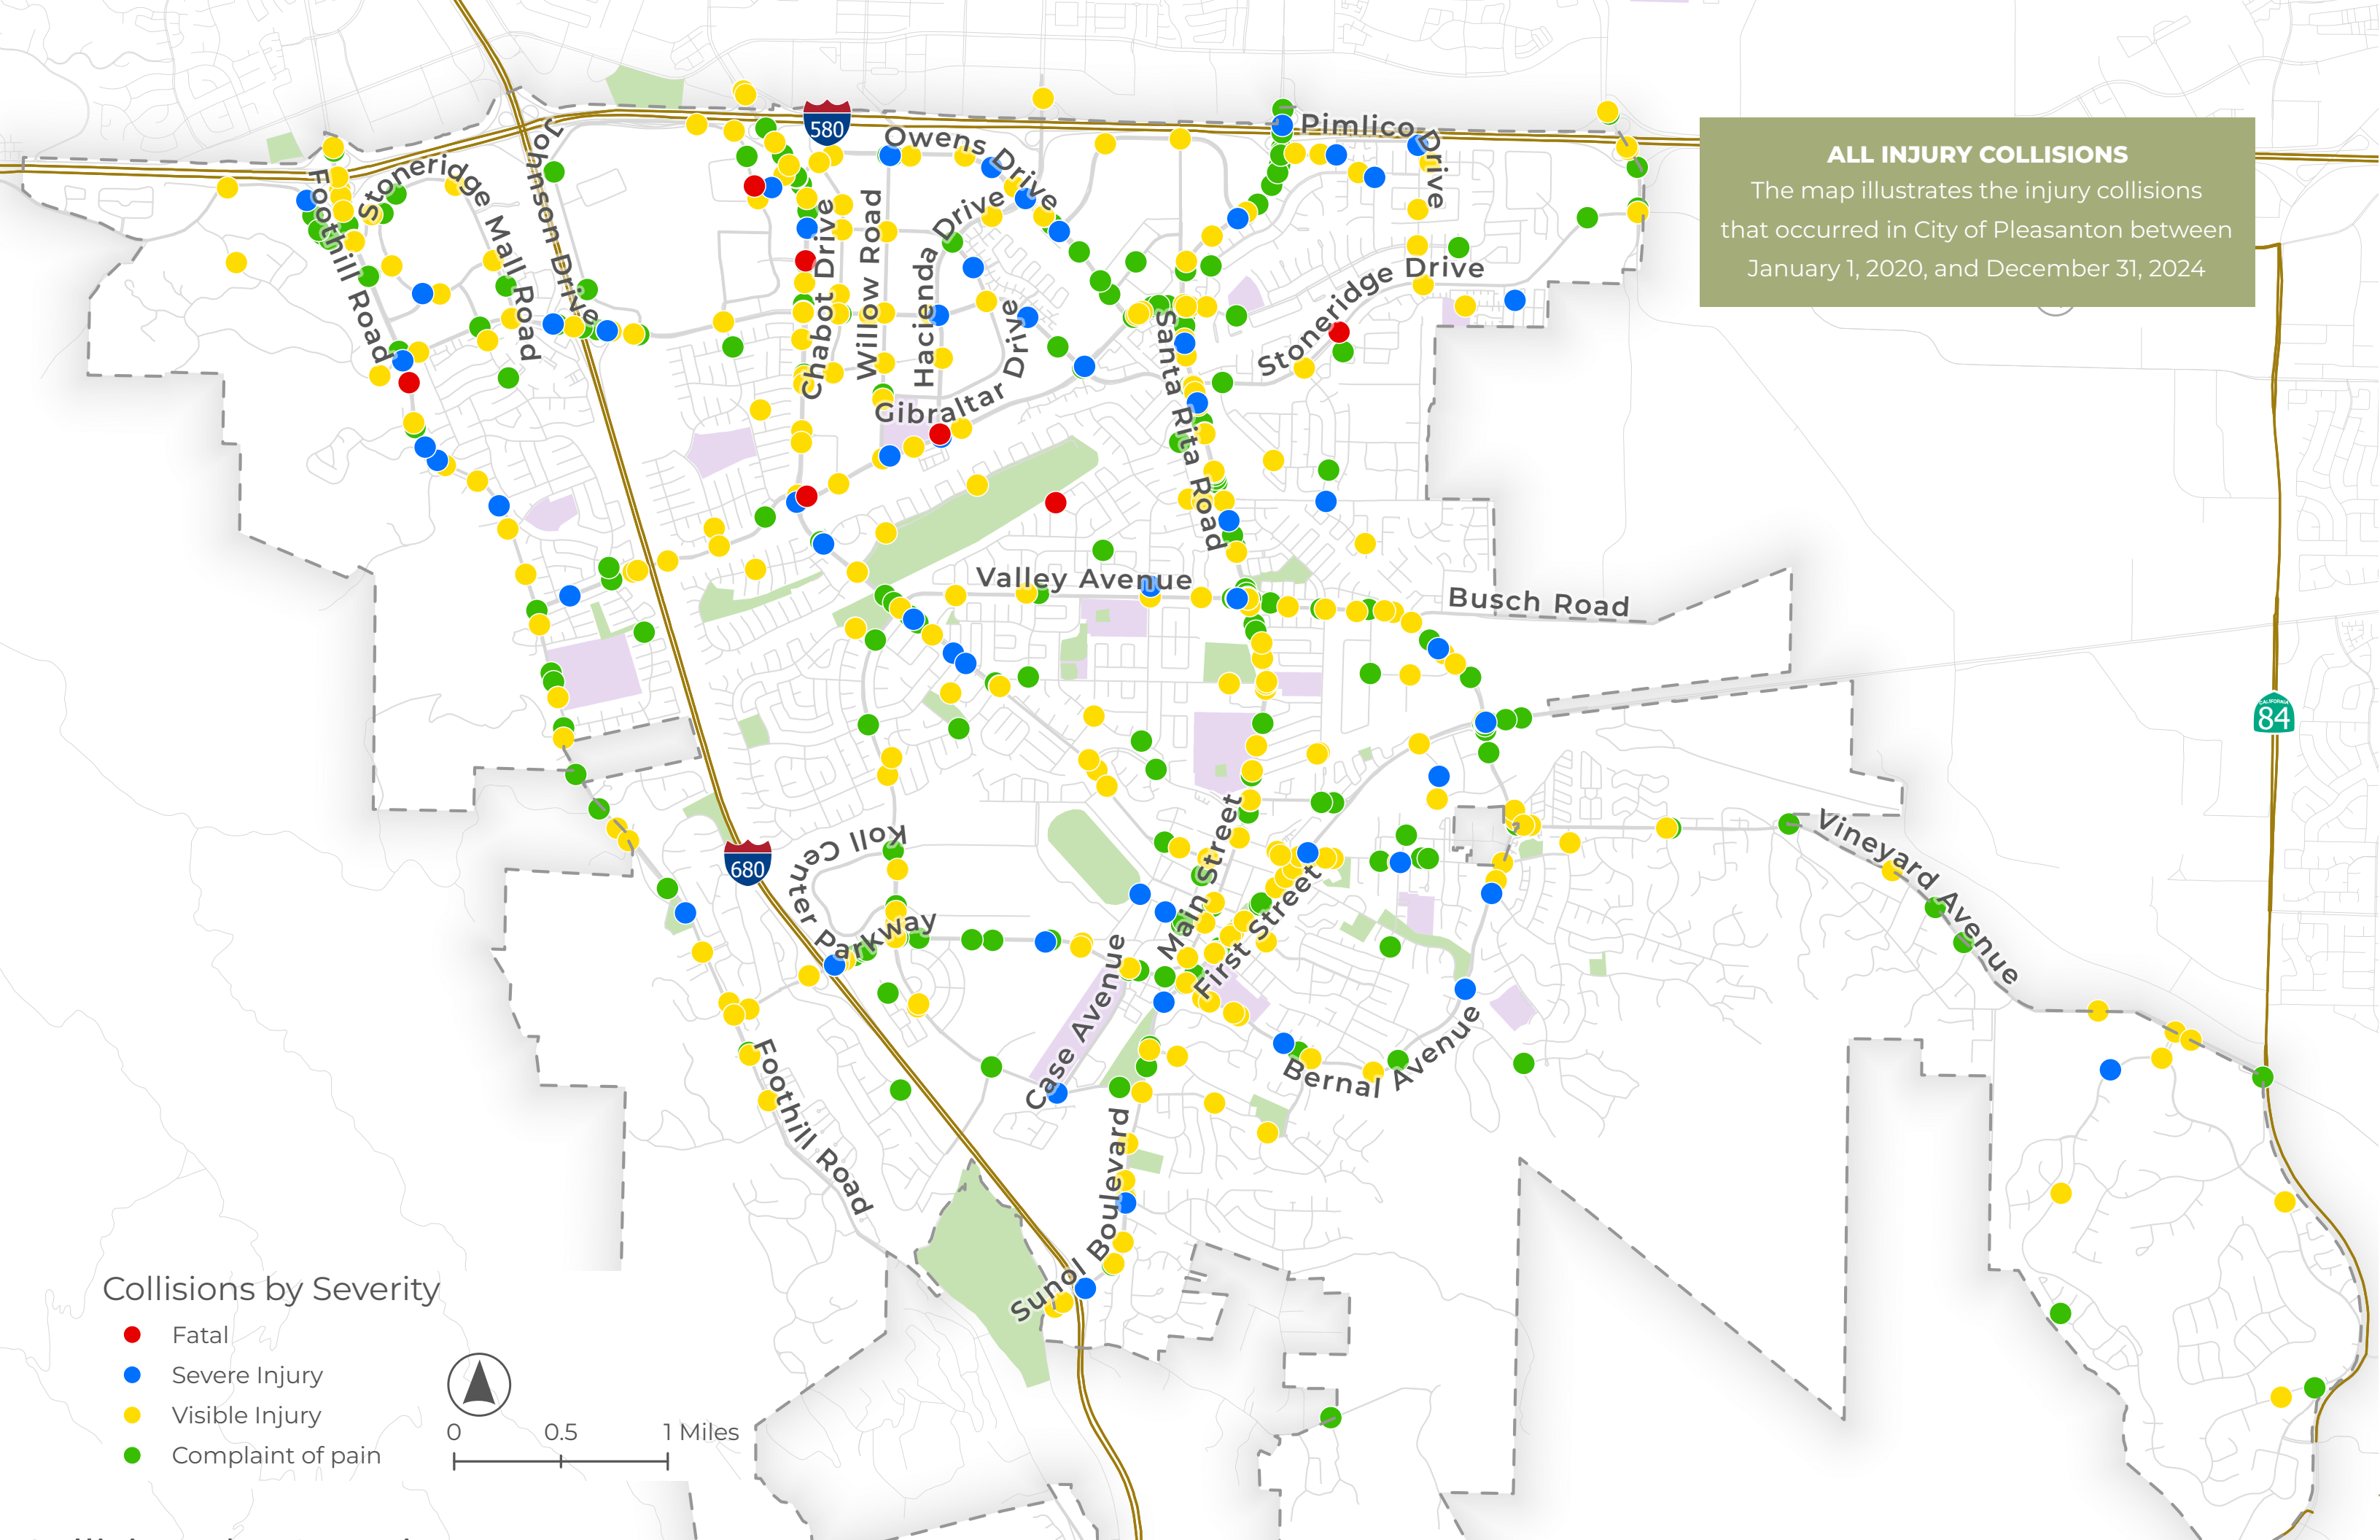 ALL INJURY COLLISIONS
The map illustrates the injury collisions
that occurred in City of Pleasanton between
January 1, 2020, and December 31, 2024
580
Owens Drive
Pimlico Drive
Johnson Drive
Stoneridge Mall Road
Foothill Road
Chabot Drive
Willow Road
Hacienda Drive
Gibraltar Drive
Santa Rita Road
Stoneridge Drive
Valley Avenue
Busch Road
CALIFORNIA
84
680
Koll Center Parkway
Main Street
First Street
Vineyard Avenue
Case Avenue
Bernal Avenue
Foothill Road
Sunol Boulevard
Collisions by Severity
Fatal
Severe Injury
Visible Injury
Complaint of pain
0 0.5 1 Miles